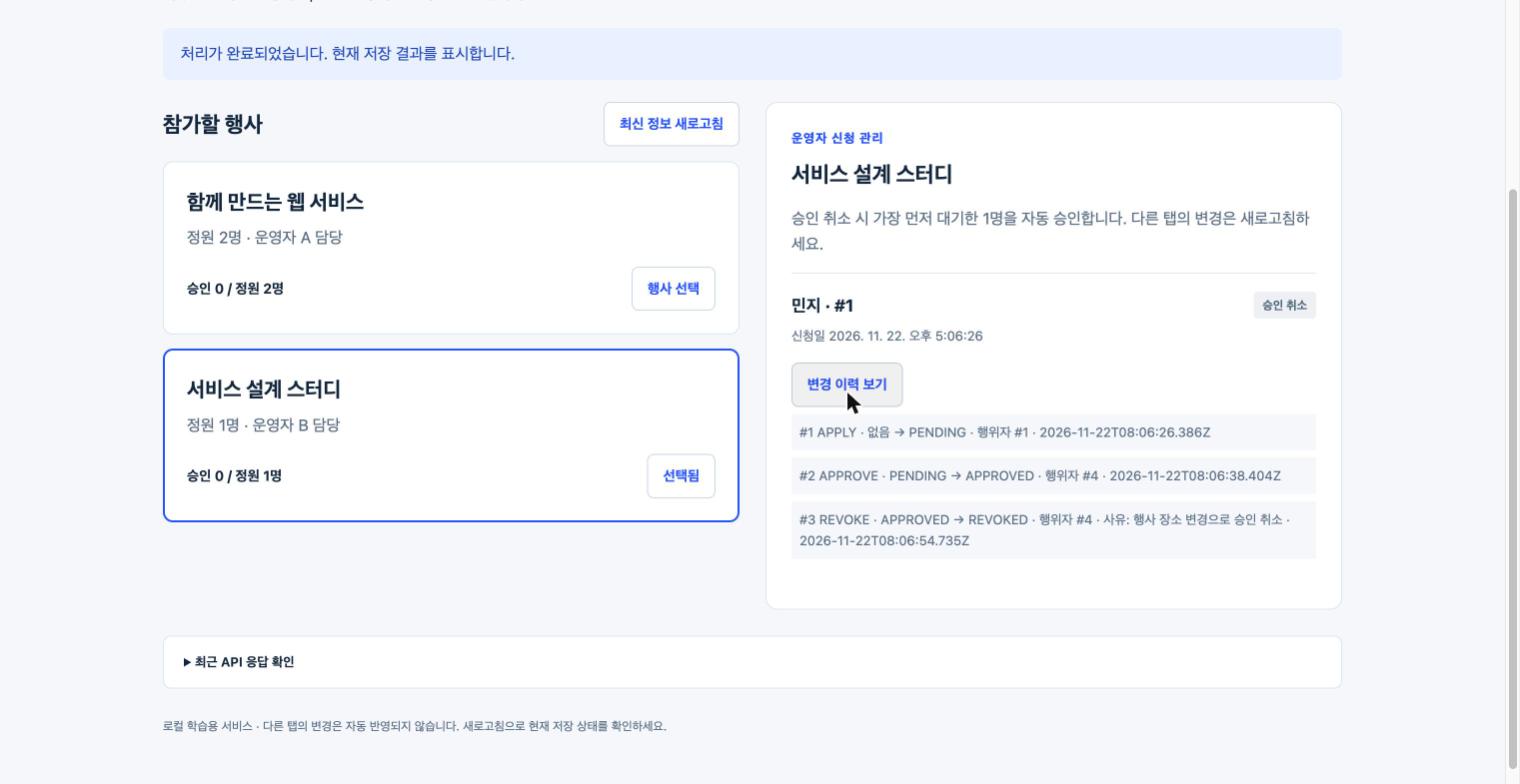 처리가 완료되었습니다. 현재 저장 결과를 표시합니다.
참가할 행사
최신 정보 새로고침
함께 만드는 웹 서비스
정원 2명 · 운영자 A 담당
승인 0 / 정원 2명
행사 선택
서비스 설계 스터디
정원 1명 · 운영자 B 담당
승인 0 / 정원 1명
선택됨
운영자 신청 관리
서비스 설계 스터디
승인 취소 시 가장 먼저 대기한 1명을 자동 승인합니다. 다른 탭의 변경은 새로고침하
세요.
민지 · #1
승인 취소
신청일 2026. 11. 22. 오후 5:06:26
변경 이력 보기
#1 APPLY · 없음 → PENDING · 행위자 #1 · 2026-11-22T08:06:26.386Z
#2 APPROVE · PENDING → APPROVED · 행위자 #4 · 2026-11-22T08:06:38.404Z
#3 REVOKE · APPROVED → REVOKED · 행위자 #4 · 사유: 행사 장소 변경으로 승인 취소 ·
2026-11-22T08:06:54.735Z
▶ 최근 API 응답 확인
로컬 학습용 서비스 · 다른 탭의 변경은 자동 반영되지 않습니다. 새로고침으로 현재 저장 상태를 확인하세요.